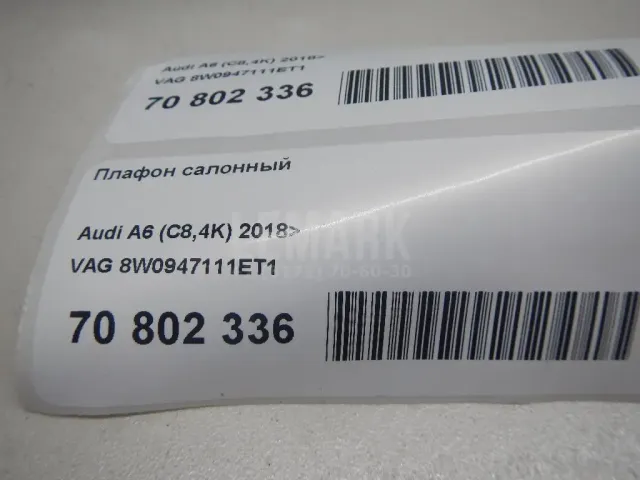 Audi A6 (C8,4K) 2018>
VAG 8W0947111ET1
70 802 336
Плафон салонный
Audi A6 (C8,4K) 2018>
VAG 8W0947111ET1
70 802 336
LEMARK